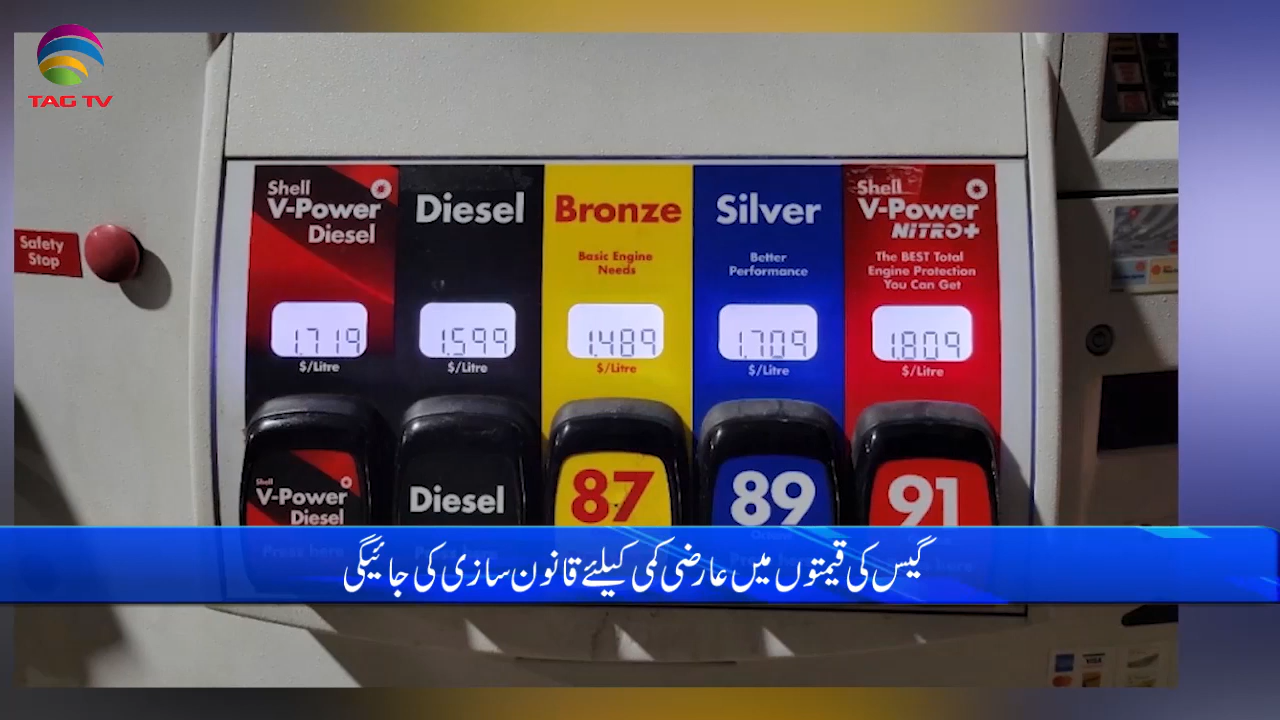 TAG TV
Safety
Stop
Shell
V-Power
Diesel
1.719
$/Litre
Diesel
1.599
$/Litre
Bronze
Basic Engine
Needs
1.489
$/Litre
Silver
Better
Performance
1.709
$/Litre
Shell
V-Power
NiTRO+
The BEST Total
Engine Protection
You Can Get
1.809
$/Litre
Shell
V-Power
Diesel
Diesel
87
89
91
گیس کی قیمتوں میں عارضی کمی کیلئے قانون سازی کی جائیگی
VISA